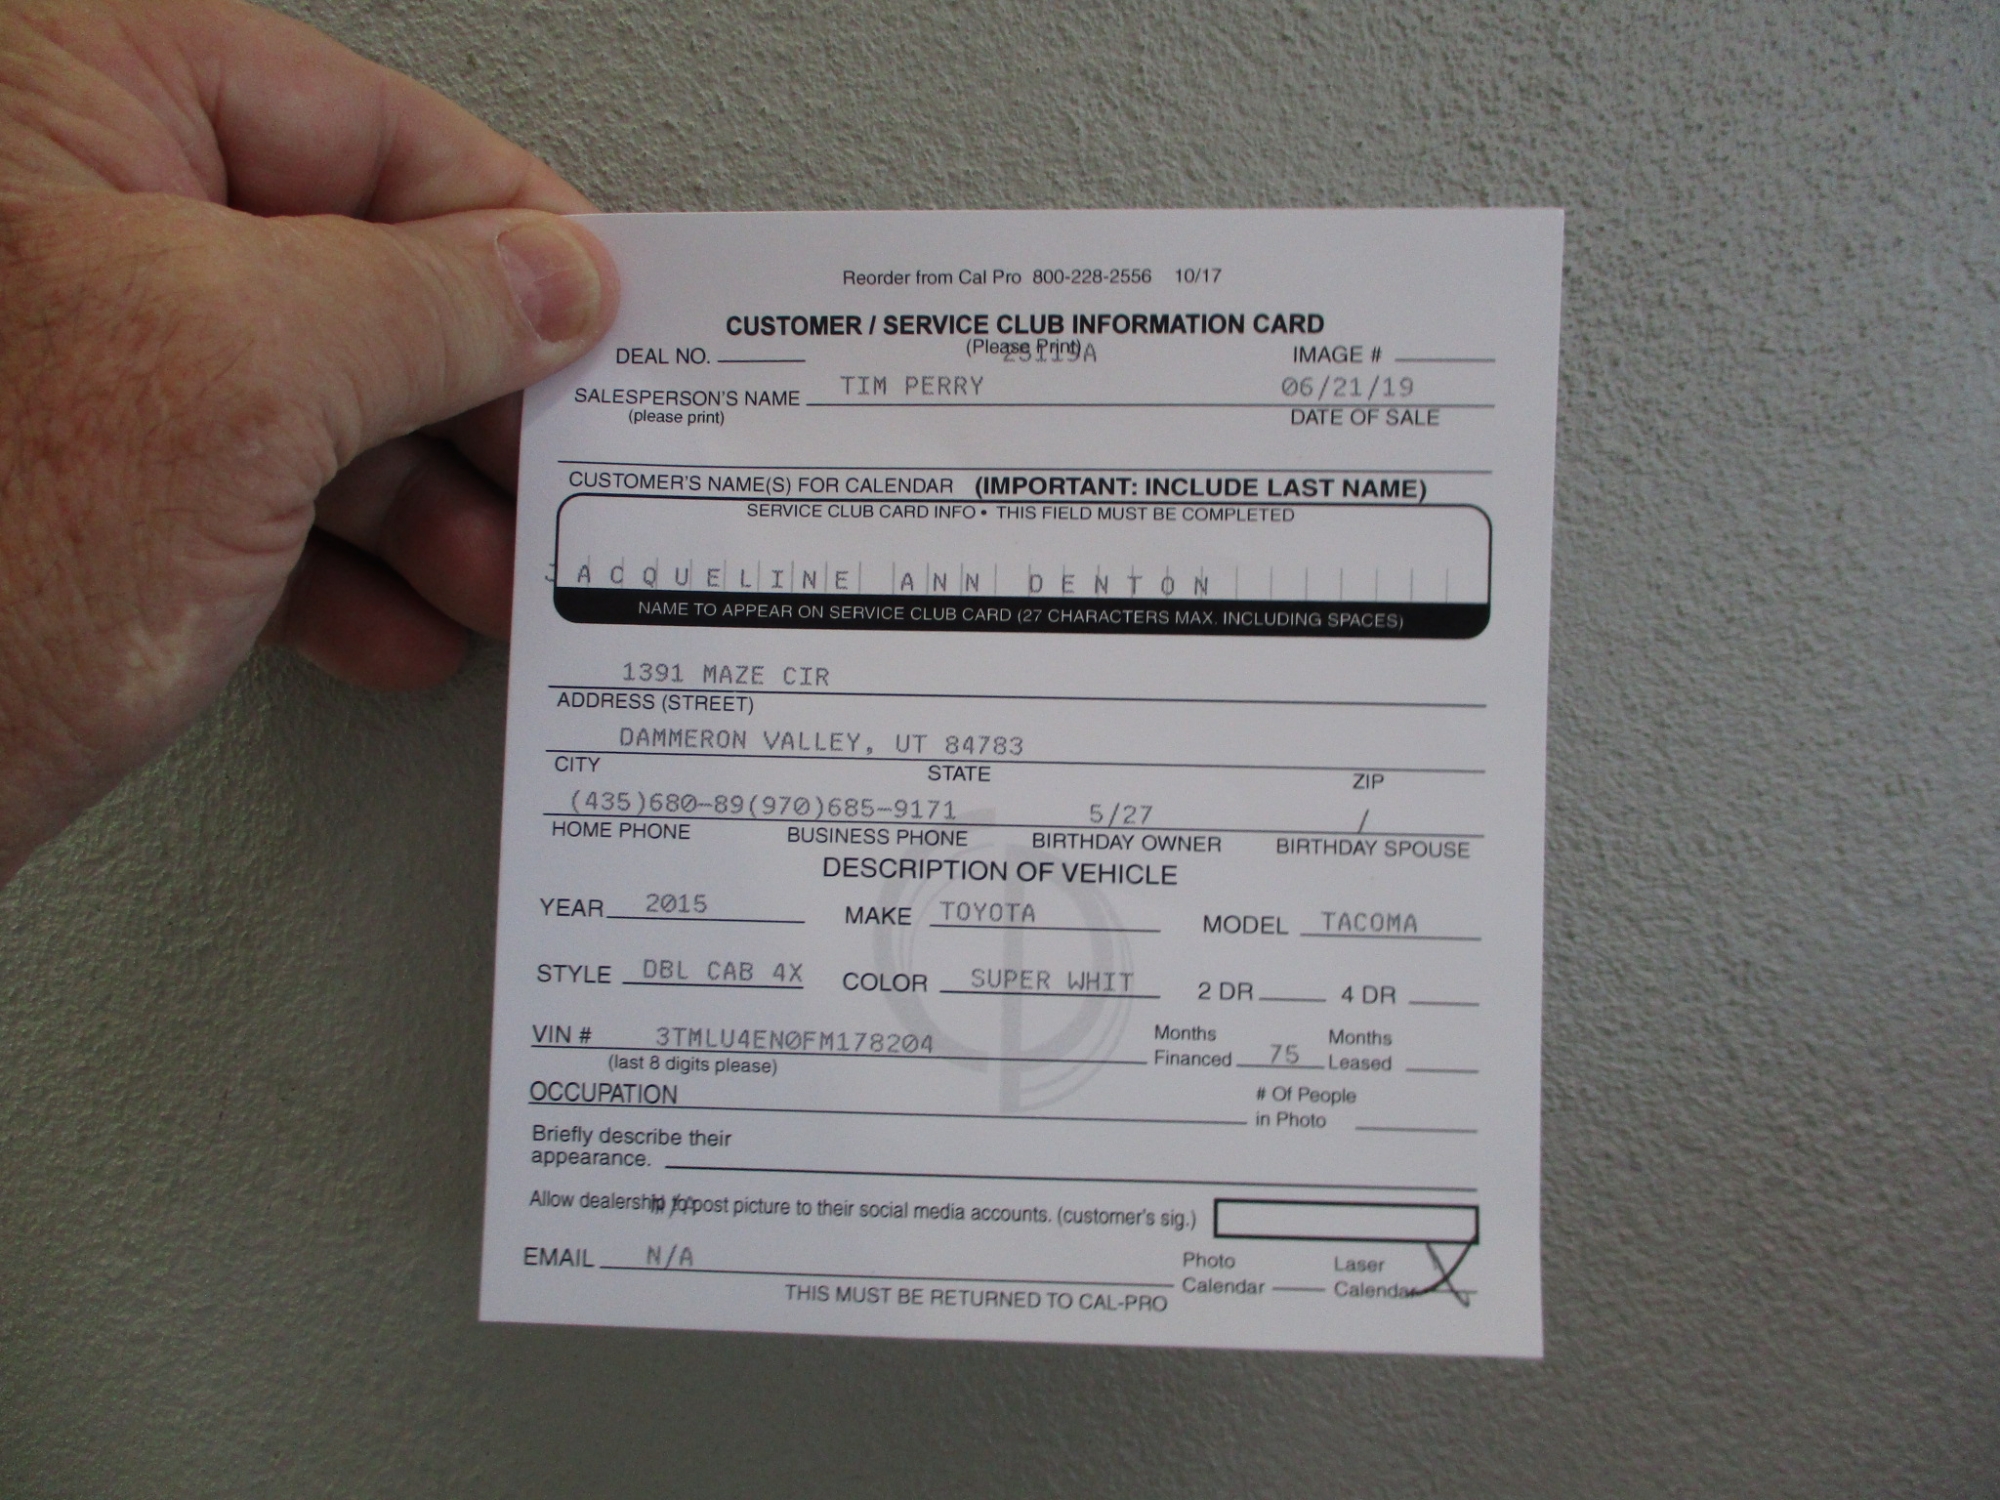 Reorder from Cal Pro 800-228-2556 10/17
CUSTOMER / SERVICE CLUB INFORMATION CARD
(Please Print)
DEAL NO. IMAGE #
SALESPERSON'S NAME TIM PERRY 06/21/19
(please print) DATE OF SALE
CUSTOMER'S NAME(S) FOR CALENDAR (IMPORTANT: INCLUDE LAST NAME)
SERVICE CLUB CARD INFO • THIS FIELD MUST BE COMPLETED
JACQUELINE ANN DENTON
NAME TO APPEAR ON SERVICE CLUB CARD (27 CHARACTERS MAX. INCLUDING SPACES)
1391 MAZE CIR
ADDRESS (STREET)
DAMMERON VALLEY, UT 84783
CITY STATE ZIP
(435)680-89(970)685-9171 5/27 /
HOME PHONE BUSINESS PHONE BIRTHDAY OWNER BIRTHDAY SPOUSE
DESCRIPTION OF VEHICLE
YEAR 2015 MAKE TOYOTA MODEL TACOMA
STYLE DBL CAB 4X COLOR SUPER WHIT 2 DR 4 DR
VIN # 3TMLU4EN0FM178204 Months Financed 75 Months Leased
(last 8 digits please)
OCCUPATION # Of People in Photo
Briefly describe their
appearance.
Allow dealership to post picture to their social media accounts. (customer's sig.)
EMAIL N/A Photo Calendar Laser Calendar X
THIS MUST BE RETURNED TO CAL-PRO